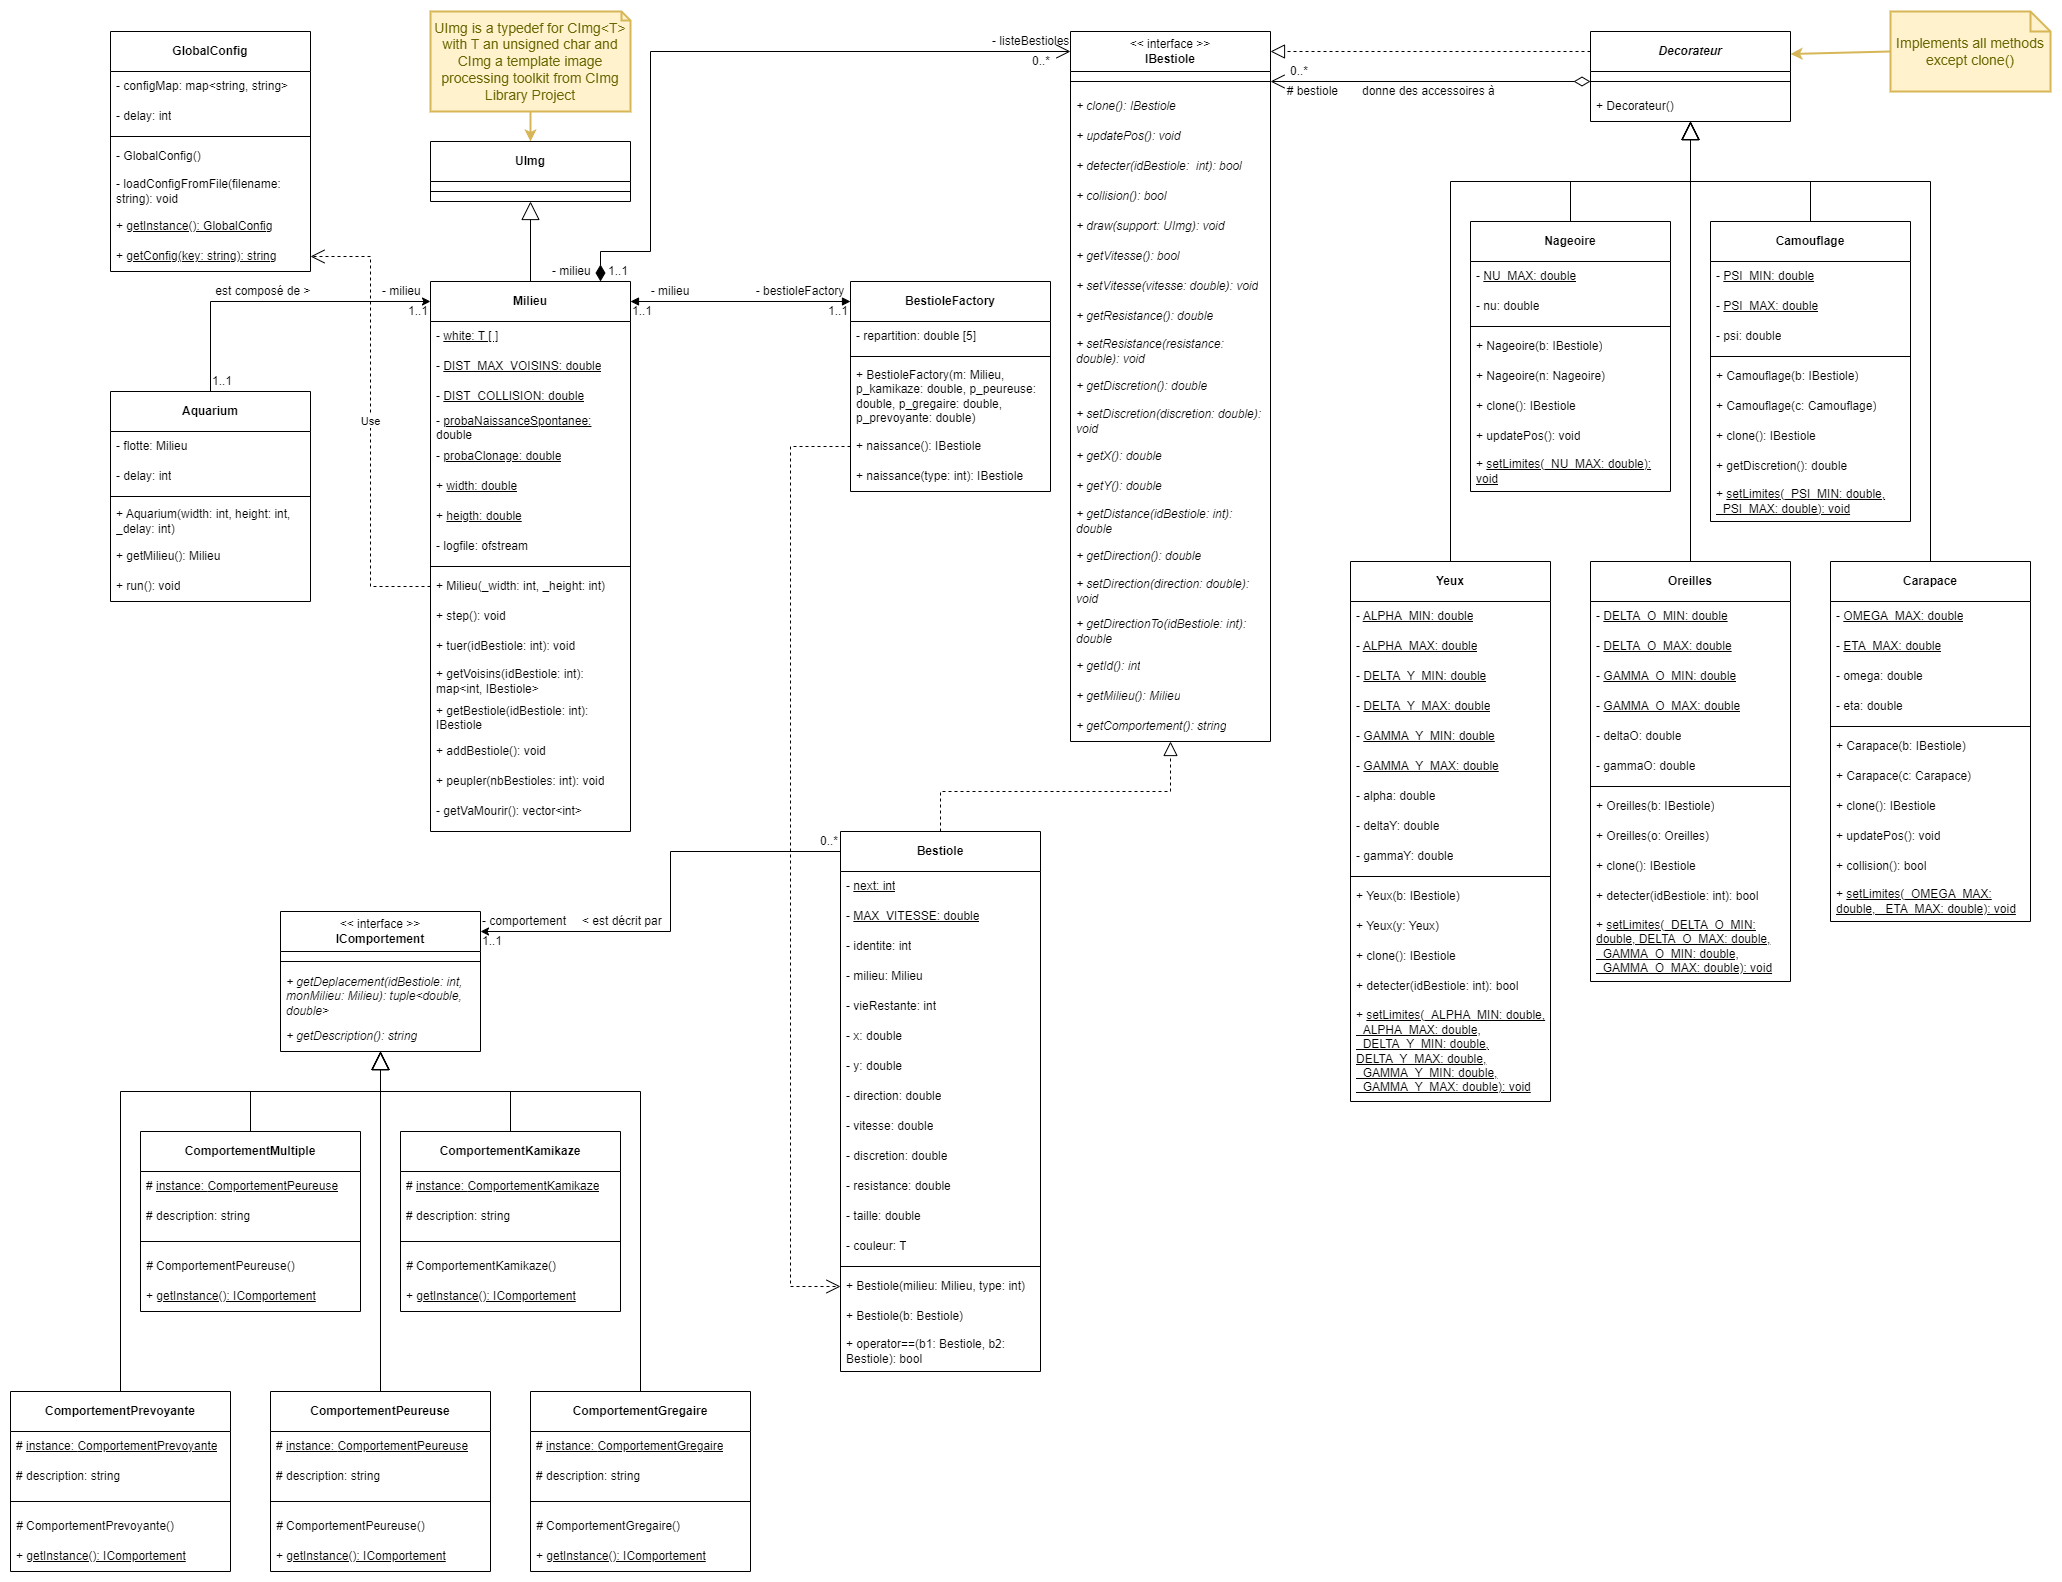 GlobalConfig
- configMap: map<string, string>
- delay: int
- GlobalConfig()
- loadConfigFromFile(filename:
string): void
+ getInstance(): GlobalConfig
+ getConfig(key: string): string
UImg is a typedef for CImg<T>
with T an unsigned char and
CImg a template image
processing toolkit from CImg
Library Project
UImg
- listeBestioles
0..*
- milieu
1..1
est composé de >
- milieu
1..1
1..1
Use
- milieu
1..1
- bestioleFactory
1..1
Aquarium
- flotte: Milieu
- delay: int
+ Aquarium(width: int, height: int,
_delay: int)
+ getMilieu(): Milieu
+ run(): void
Milieu
- white: T [ ]
- DIST_MAX_VOISINS: double
- DIST_COLLISION: double
- probaNaissanceSpontanee:
double
- probaClonage: double
+ width: double
+ heigth: double
- logfile: ofstream
+ Milieu(_width: int, _height: int)
+ step(): void
+ tuer(idBestiole: int): void
+ getVoisins(idBestiole: int):
map<int, IBestiole>
+ getBestiole(idBestiole: int):
IBestiole
+ addBestiole(): void
+ peupler(nbBestioles: int): void
- getVaMourir(): vector<int>
BestioleFactory
- repartition: double [5]
+ BestioleFactory(m: Milieu,
p_kamikaze: double, p_peureuse:
double, p_gregaire: double,
p_prevoyante: double)
+ naissance(): IBestiole
+ naissance(type: int): IBestiole
<< interface >>
IBestiole
+ clone(): IBestiole
+ updatePos(): void
+ detecter(idBestiole:  int): bool
+ collision(): bool
+ draw(support: UImg): void
+ getVitesse(): bool
+ setVitesse(vitesse: double): void
+ getResistance(): double
+ setResistance(resistance:
double): void
+ getDiscretion(): double
+ setDiscretion(discretion: double):
void
+ getX(): double
+ getY(): double
+ getDistance(idBestiole: int):
double
+ getDirection(): double
+ setDirection(direction: double):
void
+ getDirectionTo(idBestiole: int):
double
+ getId(): int
+ getMilieu(): Milieu
+ getComportement(): string
0..*
# bestiole
donne des accessoires à
Decorateur
+ Decorateur()
Implements all methods
except clone()
Nageoire
- NU_MAX: double
- nu: double
+ Nageoire(b: IBestiole)
+ Nageoire(n: Nageoire)
+ clone(): IBestiole
+ updatePos(): void
+ setLimites(_NU_MAX: double):
void
Camouflage
- PSI_MIN: double
- PSI_MAX: double
- psi: double
+ Camouflage(b: IBestiole)
+ Camouflage(c: Camouflage)
+ clone(): IBestiole
+ getDiscretion(): double
+ setLimites(_PSI_MIN: double,
_PSI_MAX: double): void
Yeux
- ALPHA_MIN: double
- ALPHA_MAX: double
- DELTA_Y_MIN: double
- DELTA_Y_MAX: double
- GAMMA_Y_MIN: double
- GAMMA_Y_MAX: double
- alpha: double
- deltaY: double
- gammaY: double
+ Yeux(b: IBestiole)
+ Yeux(y: Yeux)
+ clone(): IBestiole
+ detecter(idBestiole: int): bool
+ setLimites(_ALPHA_MIN: double,
_ALPHA_MAX: double,
_DELTA_Y_MIN: double,
DELTA_Y_MAX: double,
_GAMMA_Y_MIN: double,
_GAMMA_Y_MAX: double): void
Oreilles
- DELTA_O_MIN: double
- DELTA_O_MAX: double
- GAMMA_O_MIN: double
- GAMMA_O_MAX: double
- deltaO: double
- gammaO: double
+ Oreilles(b: IBestiole)
+ Oreilles(o: Oreilles)
+ clone(): IBestiole
+ detecter(idBestiole: int): bool
+ setLimites(_DELTA_O_MIN:
double, DELTA_O_MAX: double,
_GAMMA_O_MIN: double,
_GAMMA_O_MAX: double): void
Carapace
- OMEGA_MAX: double
- ETA_MAX: double
- omega: double
- eta: double
+ Carapace(b: IBestiole)
+ Carapace(c: Carapace)
+ clone(): IBestiole
+ updatePos(): void
+ collision(): bool
+ setLimites(_OMEGA_MAX:
double, _ETA_MAX: double): void
0..*
- comportement
< est décrit par
1..1
Bestiole
- next: int
- MAX_VITESSE: double
- identite: int
- milieu: Milieu
- vieRestante: int
- x: double
- y: double
- direction: double
- vitesse: double
- discretion: double
- resistance: double
- taille: double
- couleur: T
+ Bestiole(milieu: Milieu, type: int)
+ Bestiole(b: Bestiole)
+ operator==(b1: Bestiole, b2:
Bestiole): bool
<< interface >>
IComportement
+ getDeplacement(idBestiole: int,
monMilieu: Milieu): tuple<double,
double>
+ getDescription(): string
ComportementMultiple
# instance: ComportementPeureuse
# description: string
# ComportementPeureuse()
+ getInstance(): IComportement
ComportementKamikaze
# instance: ComportementKamikaze
# description: string
# ComportementKamikaze()
+ getInstance(): IComportement
ComportementPrevoyante
# instance: ComportementPrevoyante
# description: string
# ComportementPrevoyante()
+ getInstance(): IComportement
ComportementPeureuse
# instance: ComportementPeureuse
# description: string
# ComportementPeureuse()
+ getInstance(): IComportement
ComportementGregaire
# instance: ComportementGregaire
# description: string
# ComportementGregaire()
+ getInstance(): IComportement